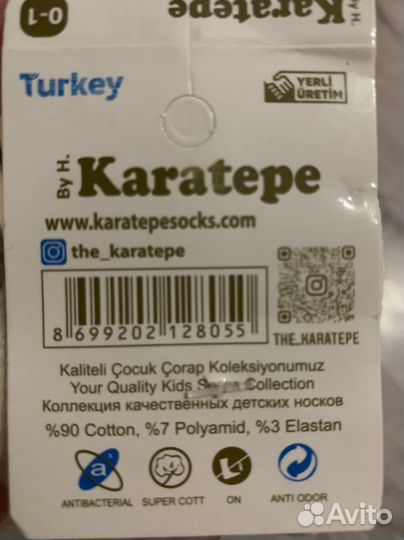 0-1
By H.
Karatepe
Turkey
YERLİ
ÜRETİM
By H.
Karatepe
www.karatepesocks.com
the_karatepe
8 699202 128055
THE_KARATEPE
Kaliteli Çocuk Çorap Koleksiyonumuz
Your Quality Kids Collection
Коллекция качественных детских носков
%90 Cotton, %7 Polyamid, %3 Elastan
a
ANTIBACTERIAL
SUPER COTT
ON
ANTI ODOR
Avito